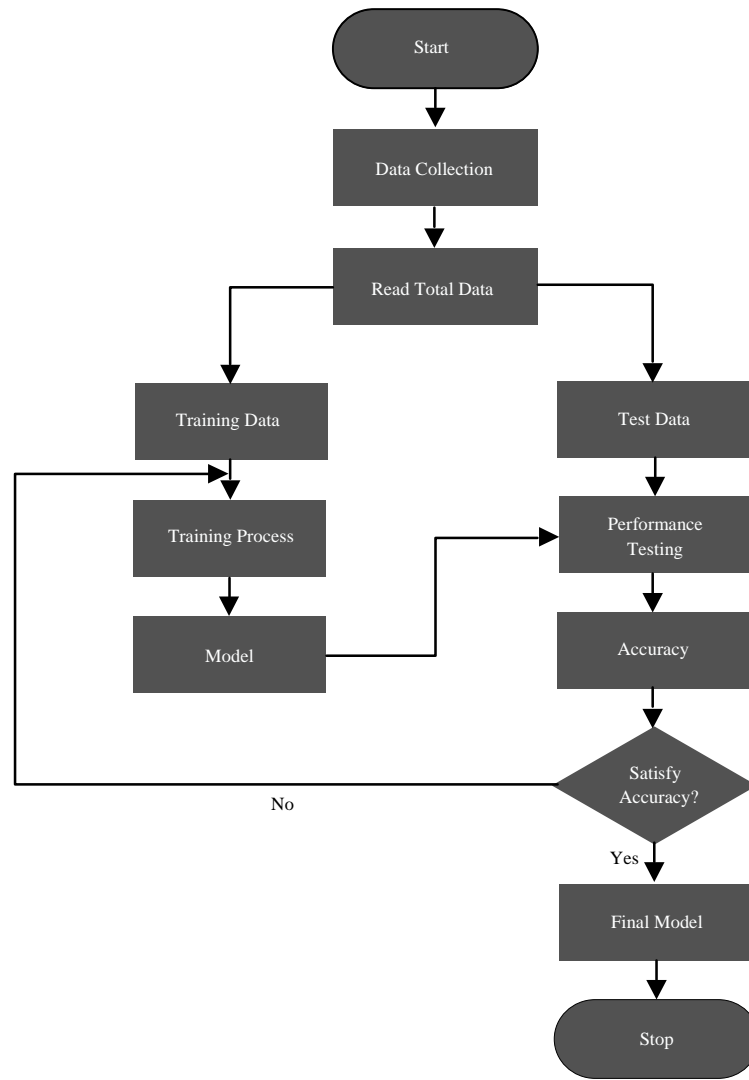 Start
Data Collection
Read Total Data
Training Data
Test Data
Training Process
Performance
Testing
Model
Accuracy
Satisfy
Accuracy?
No
Yes
Final Model
Stop